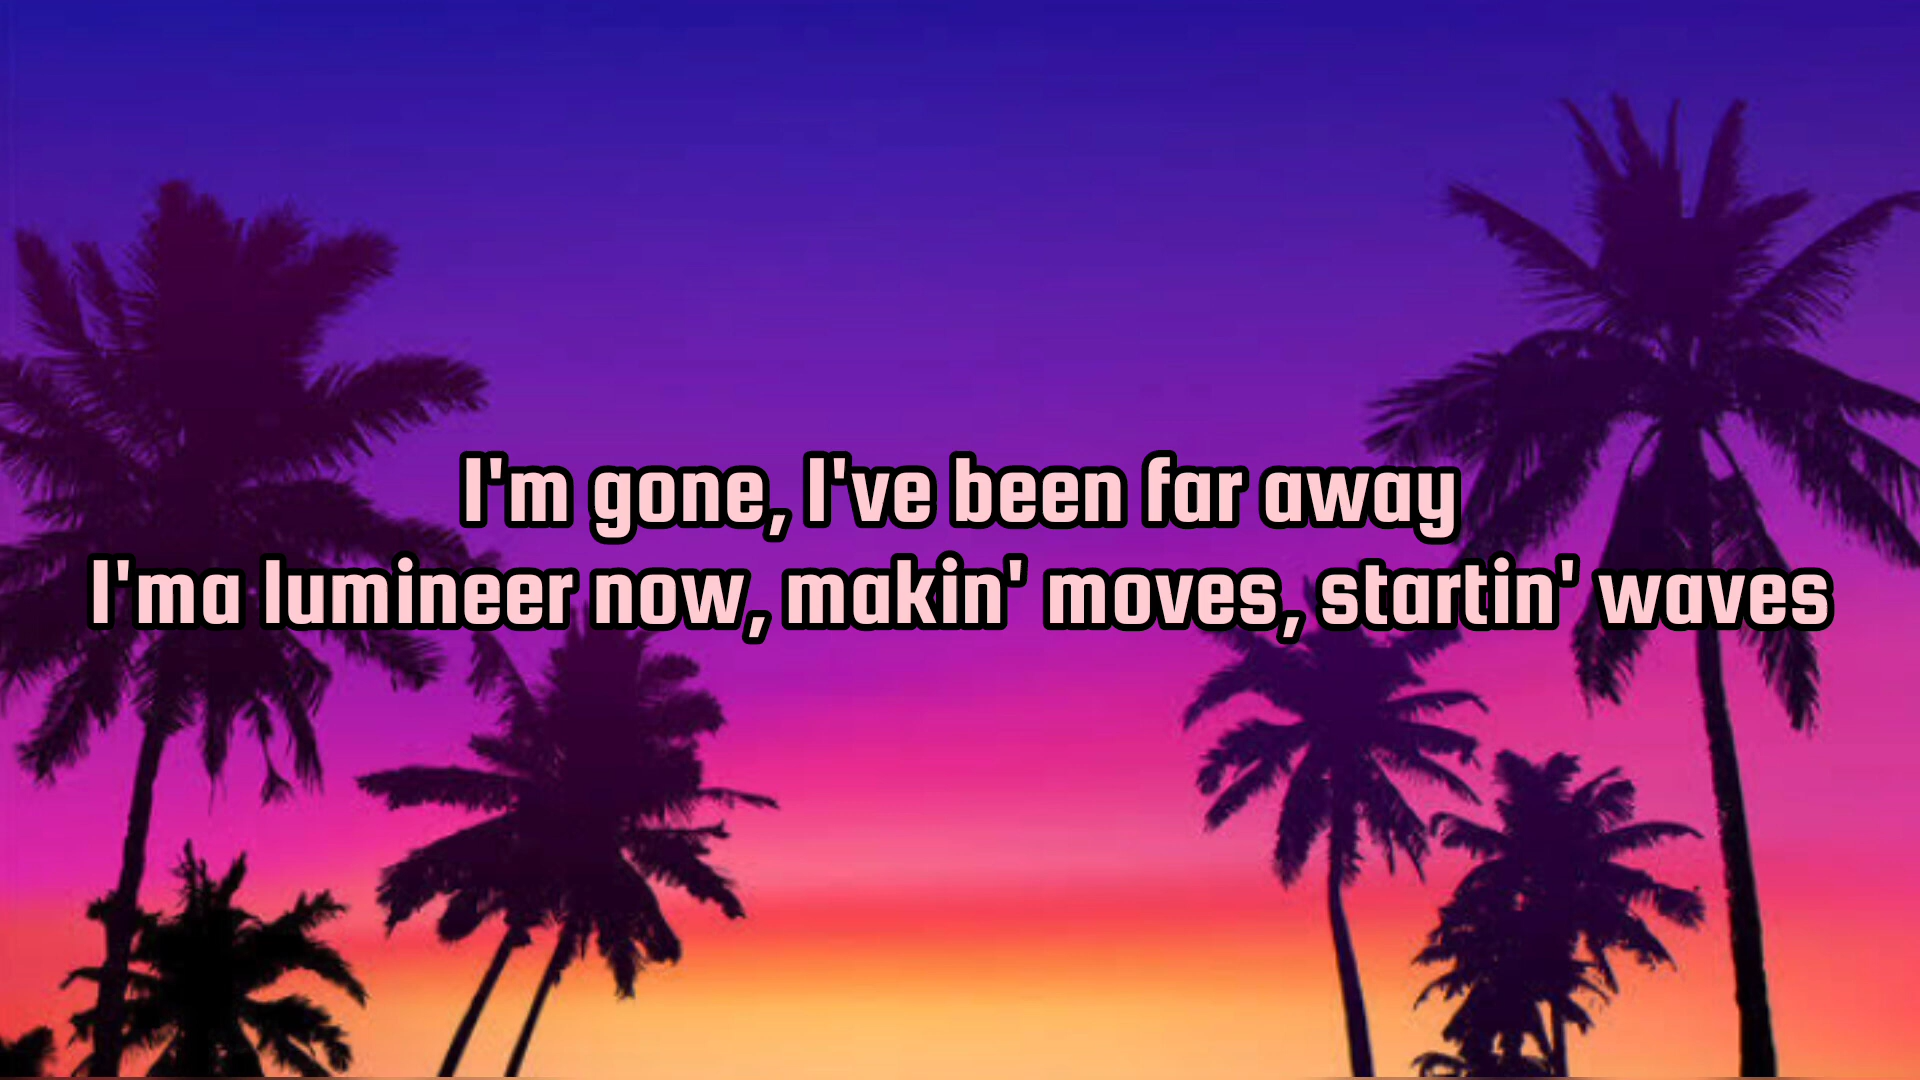 I'm gone, I've been far away
I'ma lumineer now, makin' moves, startin' waves